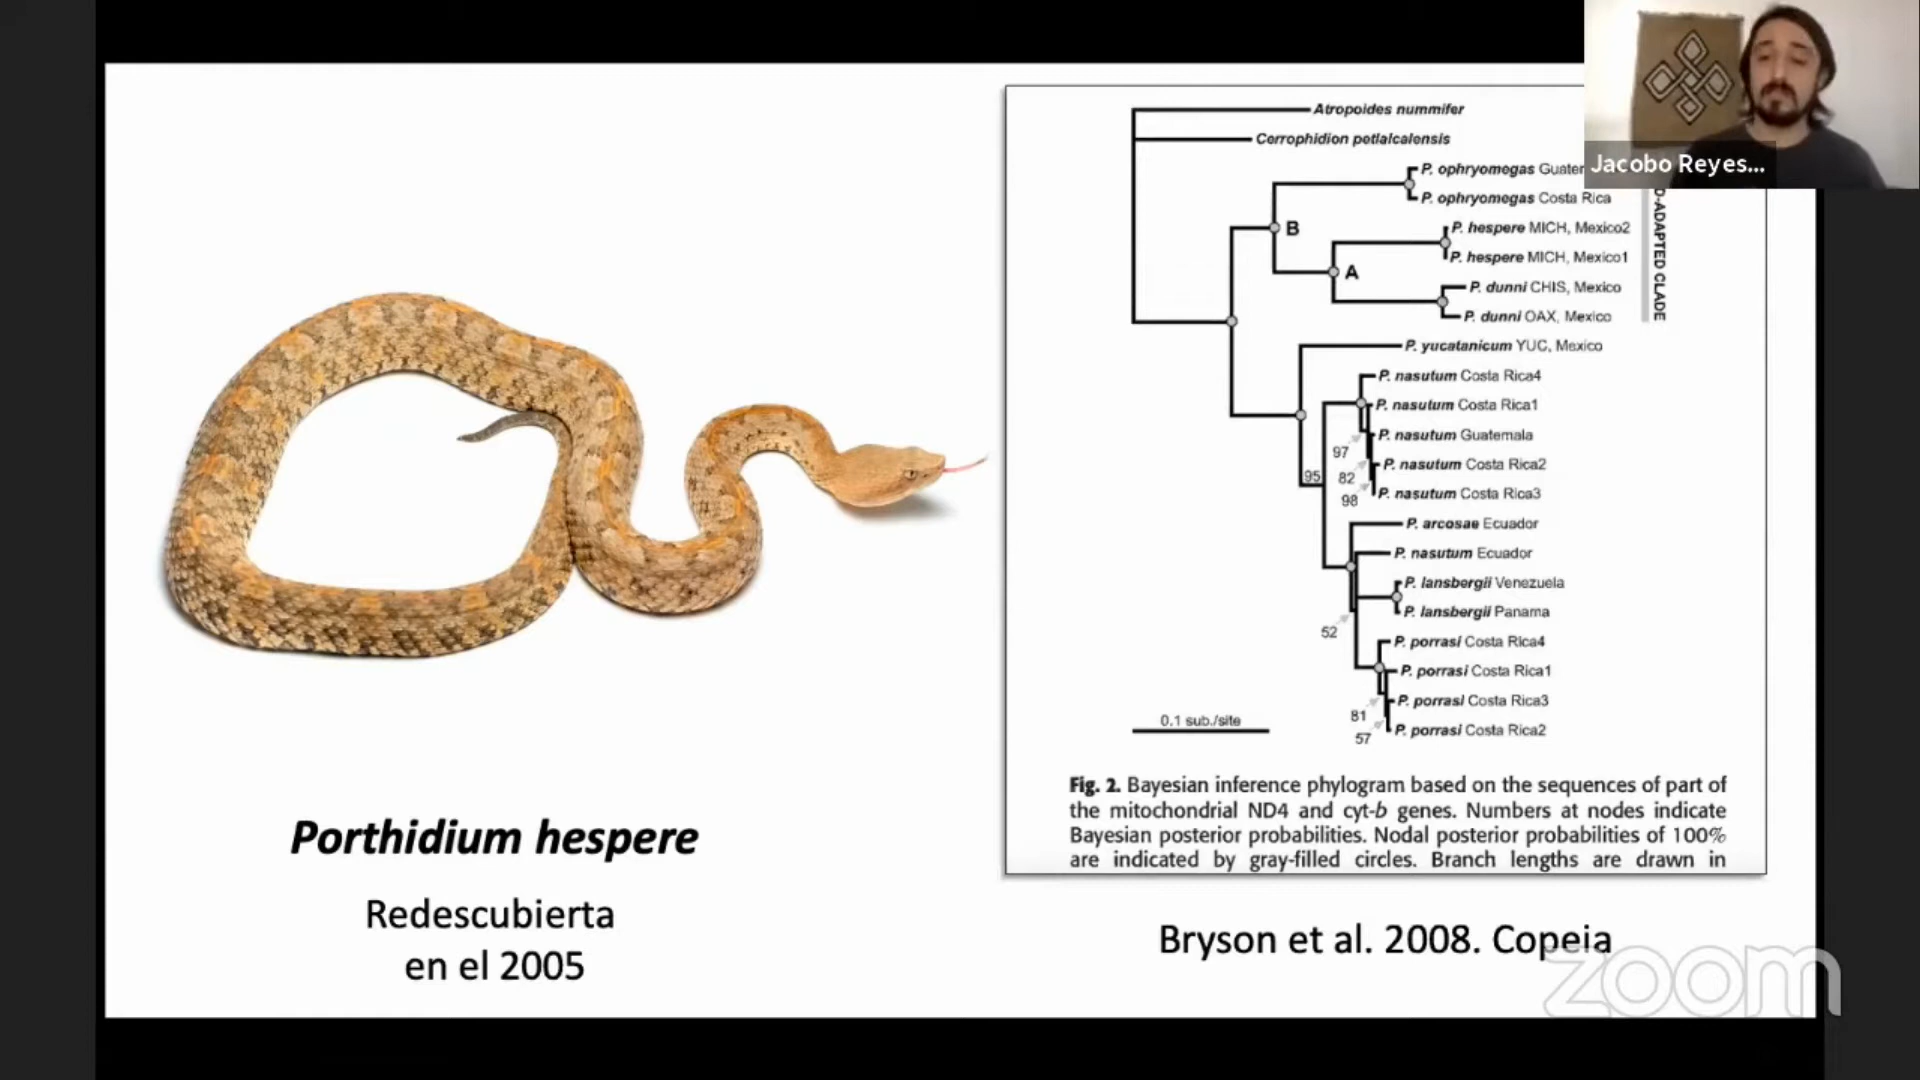 Jacobo Reyes...
Atropoides nummifer
Cerrophidion petlalcalensis
P. ophryomegas Guater
P. ophryomegas Costa Rica
B
P. hespere MICH, Mexico2
P. hespere MICH, Mexico1
A
P. dunni CHIS, Mexico
P. dunni OAX, Mexico
D-ADAPTED CLADE
P. yucatanicum YUC, Mexico
P. nasutum Costa Rica4
P. nasutum Costa Rica1
P. nasutum Guatemala
97
P. nasutum Costa Rica2
95
82
P. nasutum Costa Rica3
98
P. arcosae Ecuador
P. nasutum Ecuador
P. lansbergii Venezuela
P. lansbergii Panama
52
P. porrasi Costa Rica4
P. porrasi Costa Rica1
P. porrasi Costa Rica3
81
P. porrasi Costa Rica2
57
0.1 sub./site
Fig. 2. Bayesian inference phylogram based on the sequences of part of
the mitochondrial ND4 and cyt-b genes. Numbers at nodes indicate
Bayesian posterior probabilities. Nodal posterior probabilities of 100%
are indicated by gray-filled circles. Branch lengths are drawn in
Porthidium hespere
Redescubierta
en el 2005
Bryson et al. 2008. Copeia
zoom